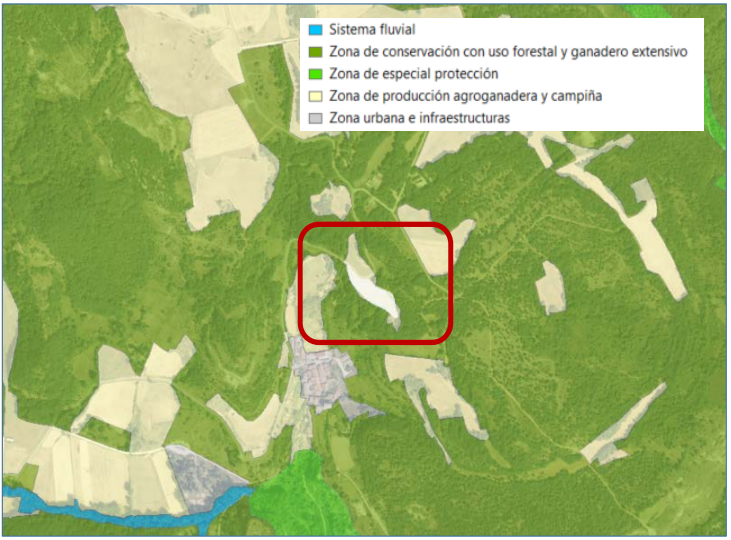 Sistema fluvial
Zona de conservación con uso forestal y ganadero extensivo
Zona de especial protección
Zona de producción agroganadera y campiña
Zona urbana e infraestructuras